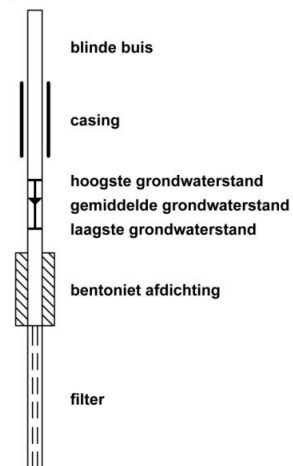 blinde buis
casing
hoogste grondwaterstand
gemiddelde grondwaterstand
laagste grondwaterstand
bentoniet afdichting
filter